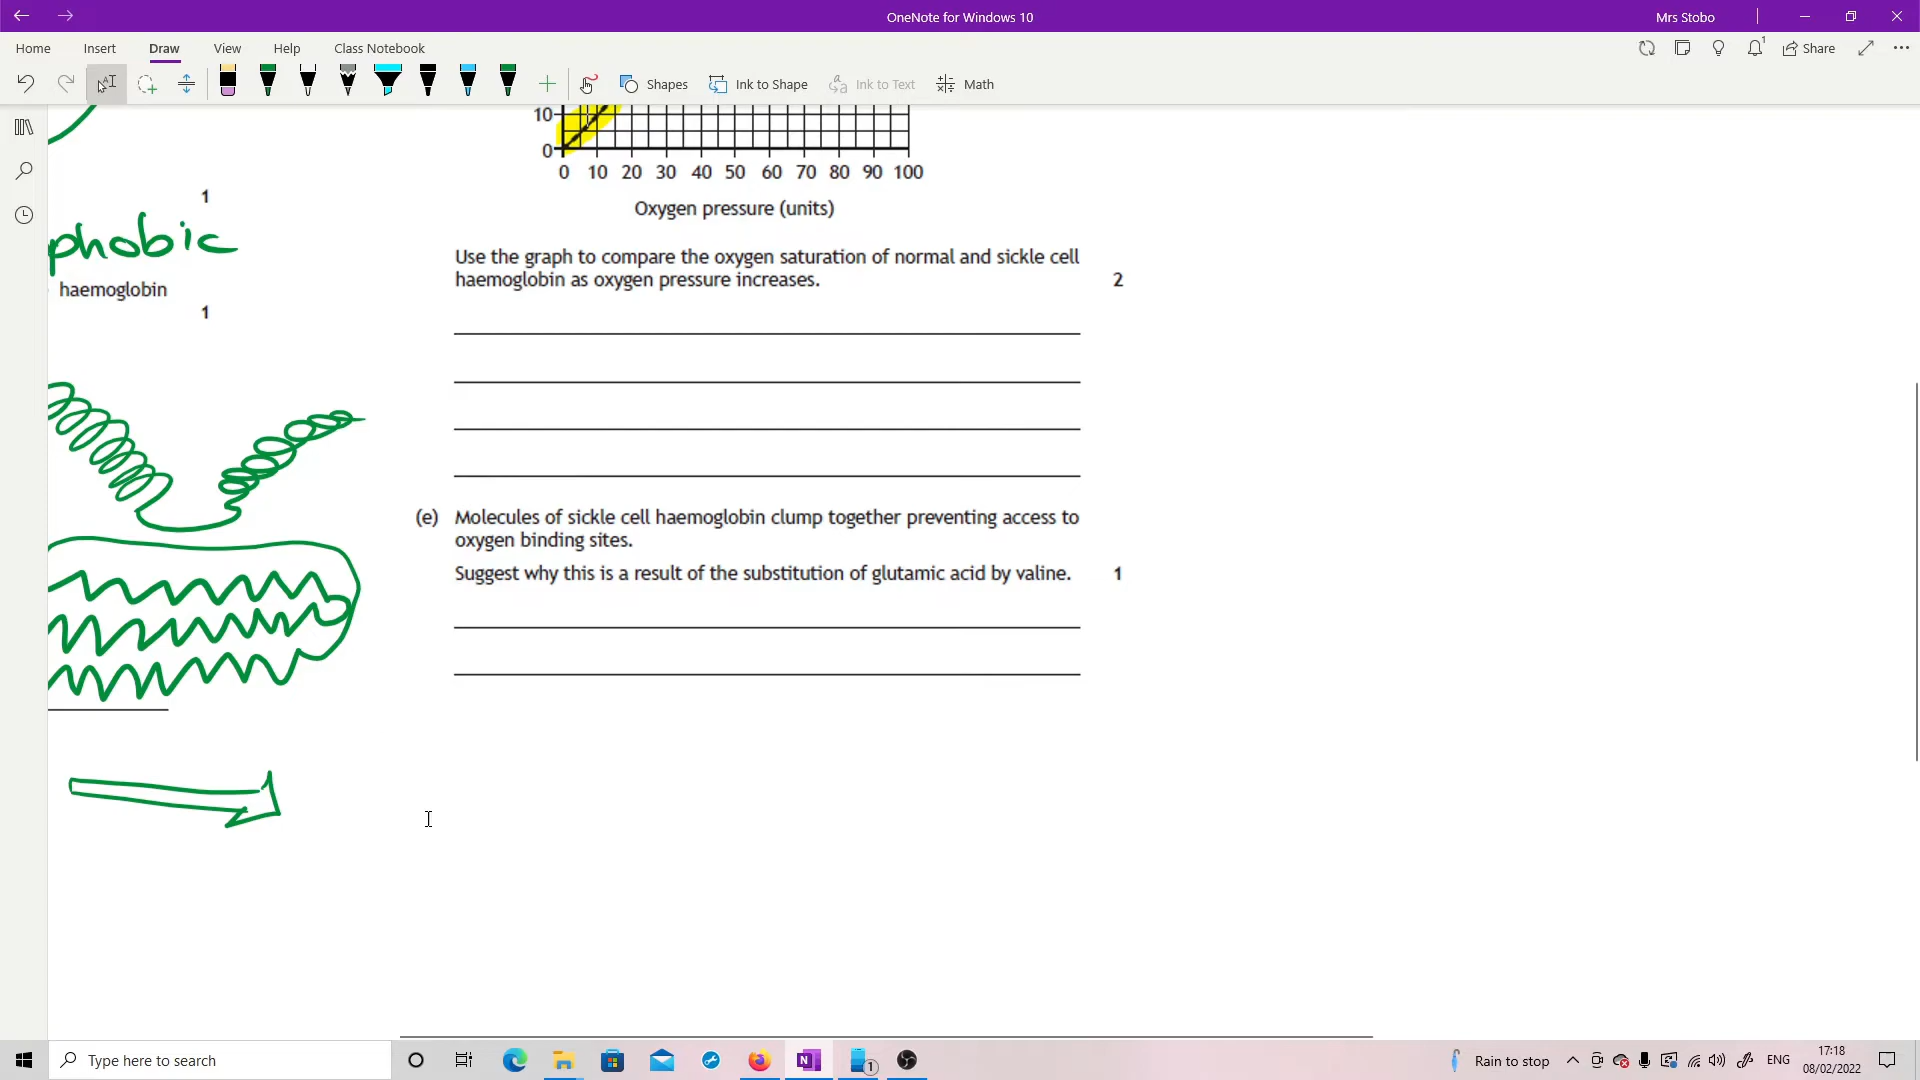 OneNote for Windows 10
Mrs Stobo
Home Insert Draw View Help Class Notebook
1
Share
Shapes
Ink to Shape
Ink to Text
Math
10
0
0 10 20 30 40 50 60 70 80 90 100
Oxygen pressure (units)
1
phobic
haemoglobin
1
Use the graph to compare the oxygen saturation of normal and sickle cell
haemoglobin as oxygen pressure increases.
2
(e) Molecules of sickle cell haemoglobin clump together preventing access to
oxygen binding sites.
Suggest why this is a result of the substitution of glutamic acid by valine.
1
Type here to search
1
Rain to stop
ENG
17:18
08/02/2022